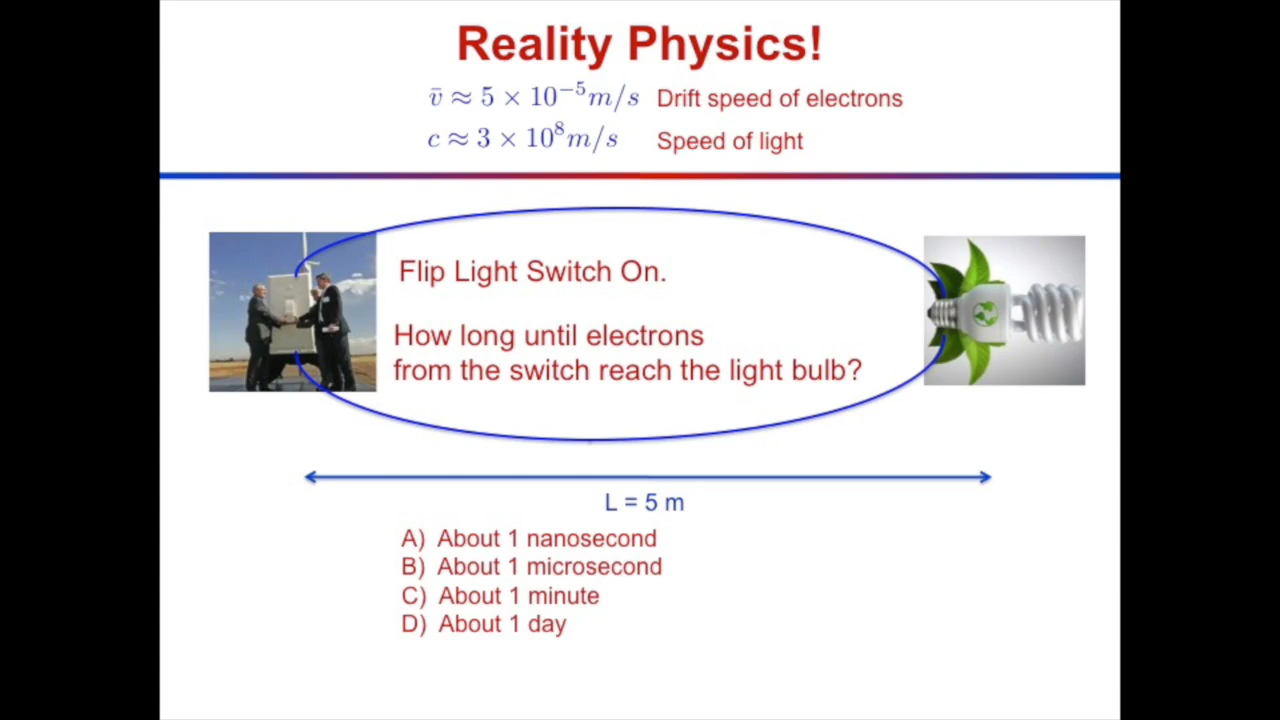 Reality Physics!
v̄ ≈ 5 × 10⁻⁵m/s Drift speed of electrons
c ≈ 3 × 10⁸m/s Speed of light
Flip Light Switch On.
How long until electrons
from the switch reach the light bulb?
L = 5 m
A) About 1 nanosecond
B) About 1 microsecond
C) About 1 minute
D) About 1 day